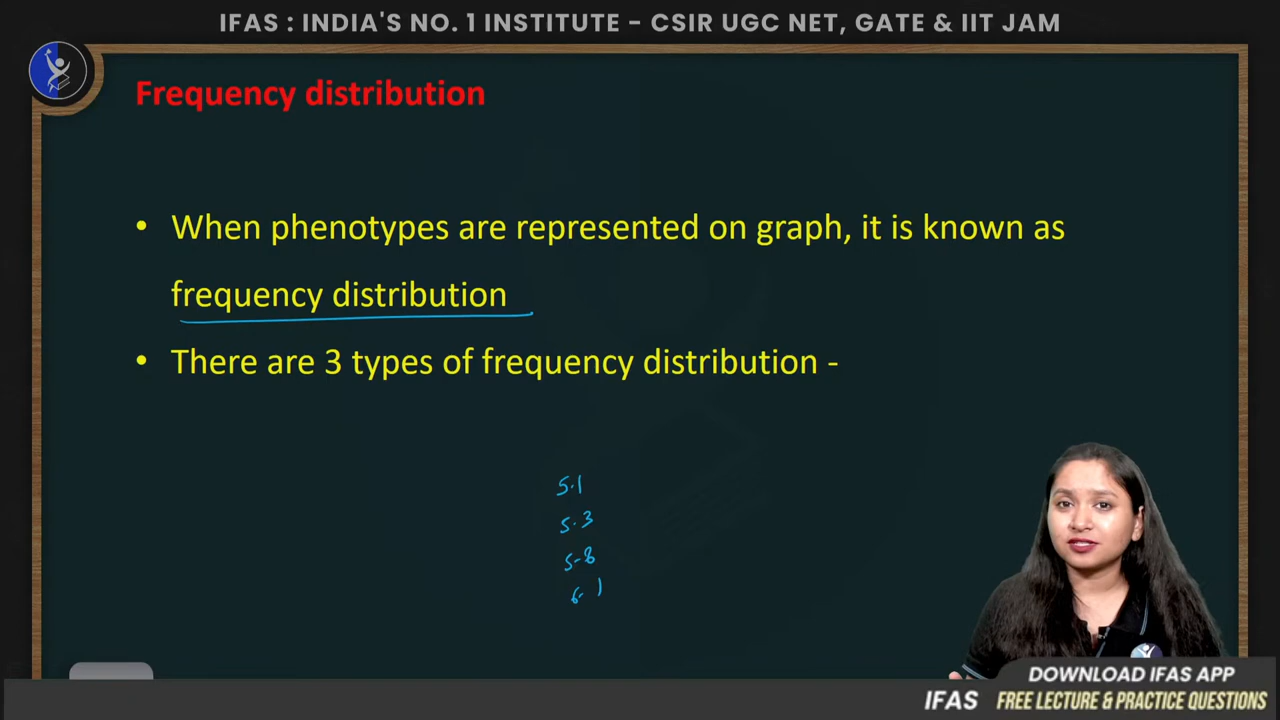 IFAS : INDIA'S NO. 1 INSTITUTE - CSIR UGC NET, GATE & IIT JAM
Frequency distribution
• When phenotypes are represented on graph, it is known as
frequency distribution
• There are 3 types of frequency distribution -
5.1
5.3
5.8
6.1
DOWNLOAD IFAS APP
IFAS FREE LECTURE & PRACTICE QUESTIONS